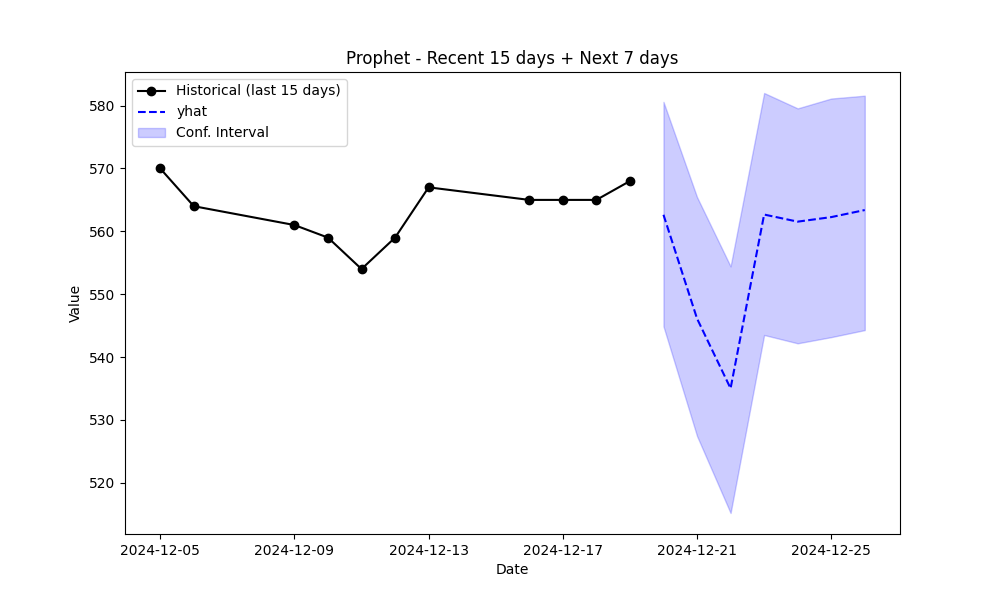 Prophet - Recent 15 days + Next 7 days
Historical (last 15 days)
yhat
Conf. Interval
580
570
560
550
540
530
520
Value
2024-12-05
2024-12-09
2024-12-13
2024-12-17
2024-12-21
2024-12-25
Date